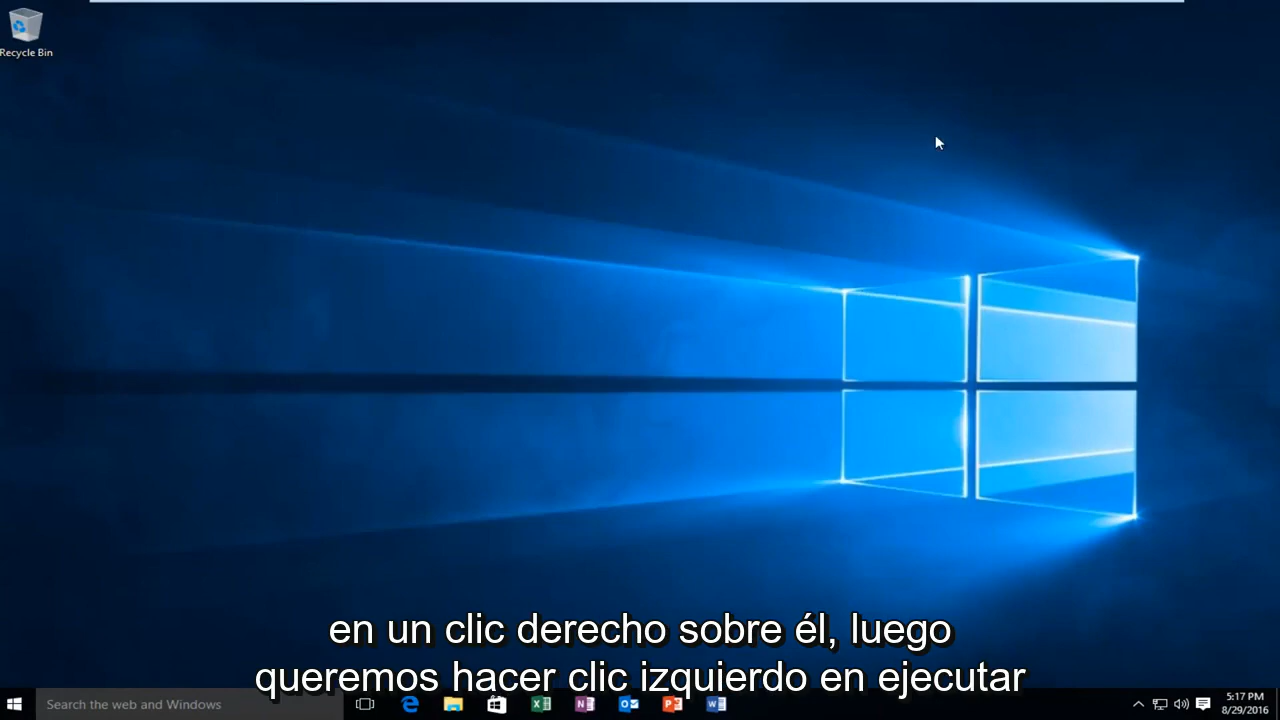 Recycle Bin
en un clic derecho sobre él, luego
queremos hacer clic izquierdo en ejecutar
Search the web and Windows
5:17 PM
8/29/2016